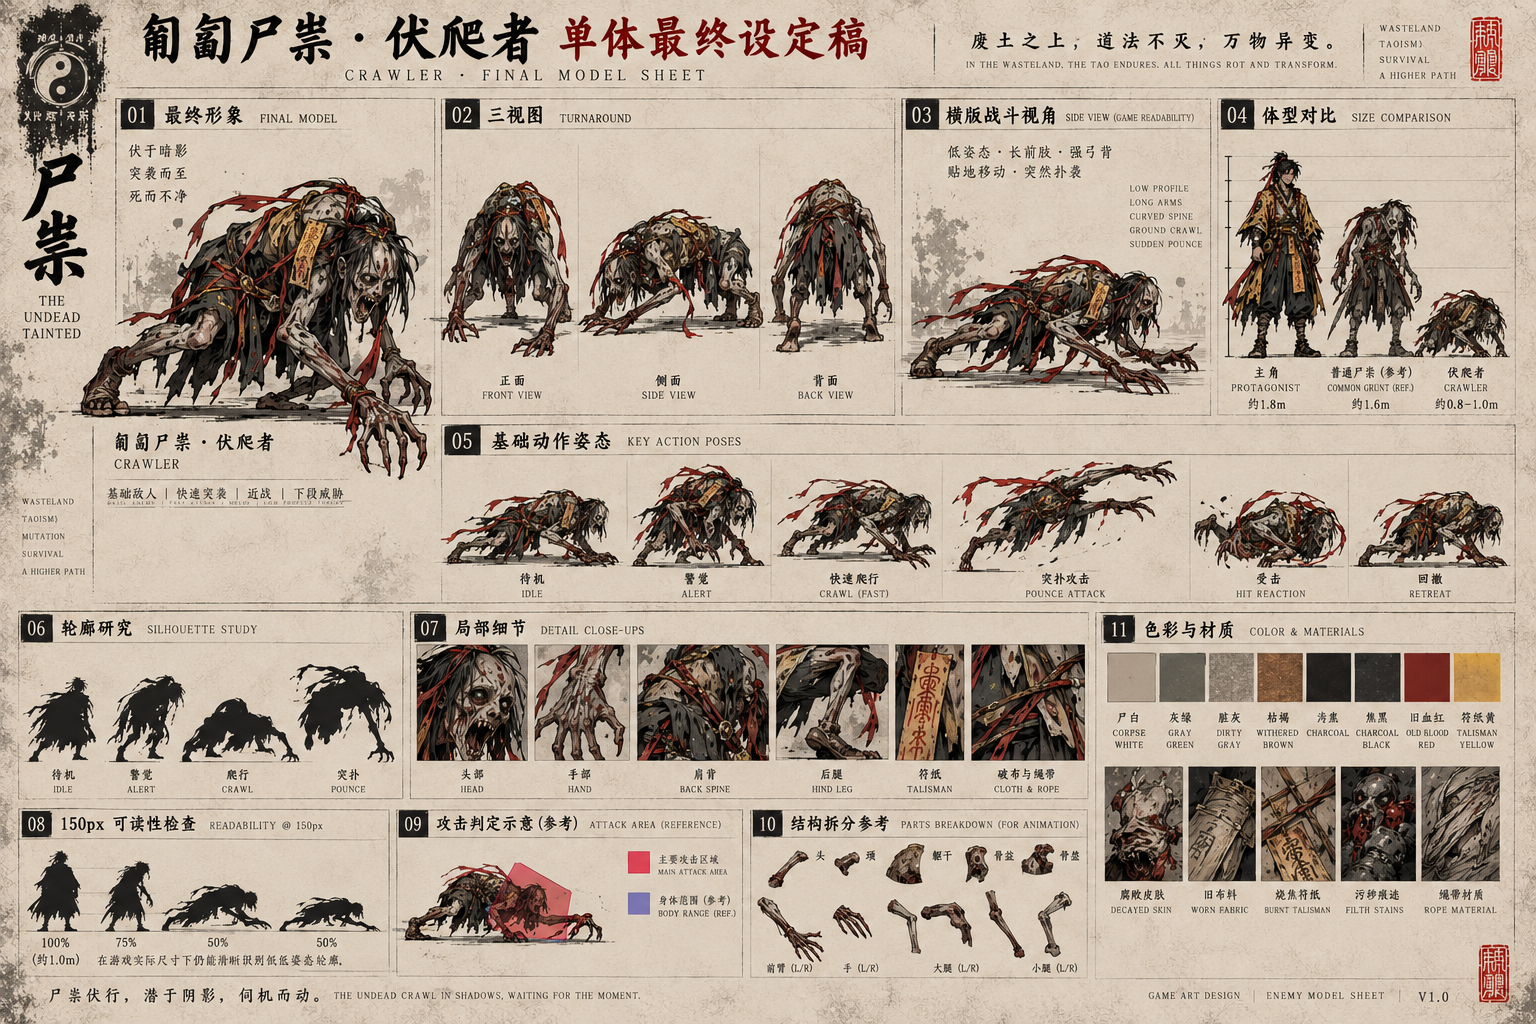 匍匐尸祟·伏爬者 单体最终设定稿
CRAWLER · FINAL MODEL SHEET
废土之上，道法不灭，万物异变。
IN THE WASTELAND, THE TAO ENDURES. ALL THINGS ROT AND TRANSFORM.
WASTELAND
TAOISM}
SURVIVAL
A HIGHER PATH
尸祟
THE
UNDEAD
TAINTED
WASTELAND
TAOISM}
MUTATION
SURVIVAL
A HIGHER PATH
01 最终形象 FINAL MODEL
伏于暗影
突袭而至
死而不净
匍匐尸祟·伏爬者
CRAWLER
基础敌人 | 快速突袭 | 近战 | 下段威胁
02 三视图 TURNAROUND
正面
FRONT VIEW
侧面
SIDE VIEW
背面
BACK VIEW
03 横版战斗视角 SIDE VIEW (GAME READABILITY)
低姿态·长前肢·强弓背
贴地移动·突然扑袭
LOW PROFILE
LONG ARMS
CURVED SPINE
GROUND CRAWL
SUDDEN POUNCE
04 体型对比 SIZE COMPARISON
主角
PROTAGONIST
约1.8m
普通尸祟(参考)
COMMON GRUNT (REF.)
约1.6m
伏爬者
CRAWLER
约0.8-1.0m
05 基础动作姿态 KEY ACTION POSES
待机
IDLE
警觉
ALERT
快速爬行
CRAWL (FAST)
突扑攻击
POUNCE ATTACK
受击
HIT REACTION
回撤
RETREAT
06 轮廓研究 SILHOUETTE STUDY
待机
IDLE
警觉
ALERT
爬行
CRAWL
突扑
POUNCE
07 局部细节 DETAIL CLOSE-UPS
头部
HEAD
手部
HAND
肩背
BACK SPINE
后腿
HIND LEG
符纸
TALISMAN
破布与绳带
CLOTH & ROPE
08 150px 可读性检查 READABILITY @ 150px
100%
(约1.0m)
75%
50%
50%
在游戏实际尺寸下仍能清晰识别低姿态轮廓。
09 攻击判定示意(参考) ATTACK AREA (REFERENCE)
主要攻击区域
MAIN ATTACK AREA
身体范围 (参考)
BODY RANGE (REF.)
10 结构拆分参考 PARTS BREAKDOWN (FOR ANIMATION)
头
颈
躯干
骨盆
前臂 (L/R)
手 (L/R)
大腿 (L/R)
小腿 (L/R)
11 色彩与材质 COLOR & MATERIALS
尸白
CORPSE
WHITE
灰绿
GRAY
GREEN
脏灰
DIRTY
GRAY
枯褐
WITHERED
BROWN
CHARCOAL
焦黑
CHARCOAL
BLACK
旧血红
OLD BLOOD
RED
符纸黄
TALISMAN
YELLOW
腐败皮肤
DECAYED SKIN
旧布料
WORN FABRIC
烧焦符纸
BURNT TALISMAN
污秽痕迹
FILTH STAINS
绳带材质
ROPE MATERIAL
尸祟伏行，潜于阴影，伺机而动。 THE UNDEAD CRAWL IN SHADOWS, WAITING FOR THE MOMENT.
GAME ART DESIGN | ENEMY MODEL SHEET | V1.0